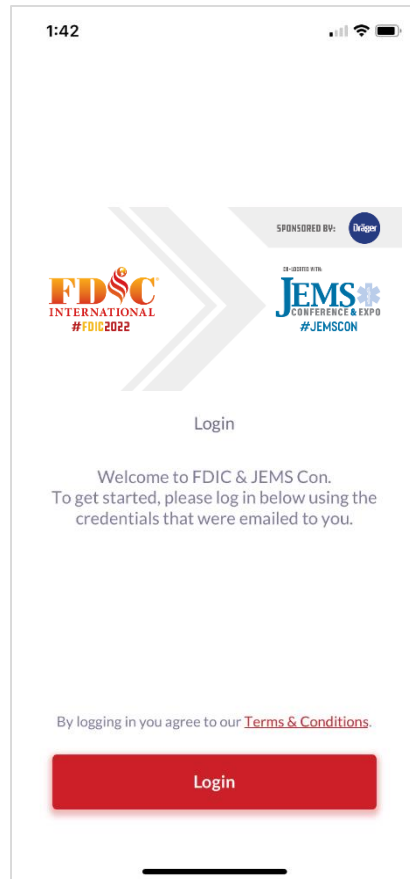 1:42
SPONSORED BY: Dräger
FDIC
INTERNATIONAL
#FDIC2022
CO-LOCATED WITH:
JEMS
CONFERENCE & EXPO
#JEMSCON
Login
Welcome to FDIC & JEMS Con.
To get started, please log in below using the
credentials that were emailed to you.
By logging in you agree to our Terms & Conditions.
Login